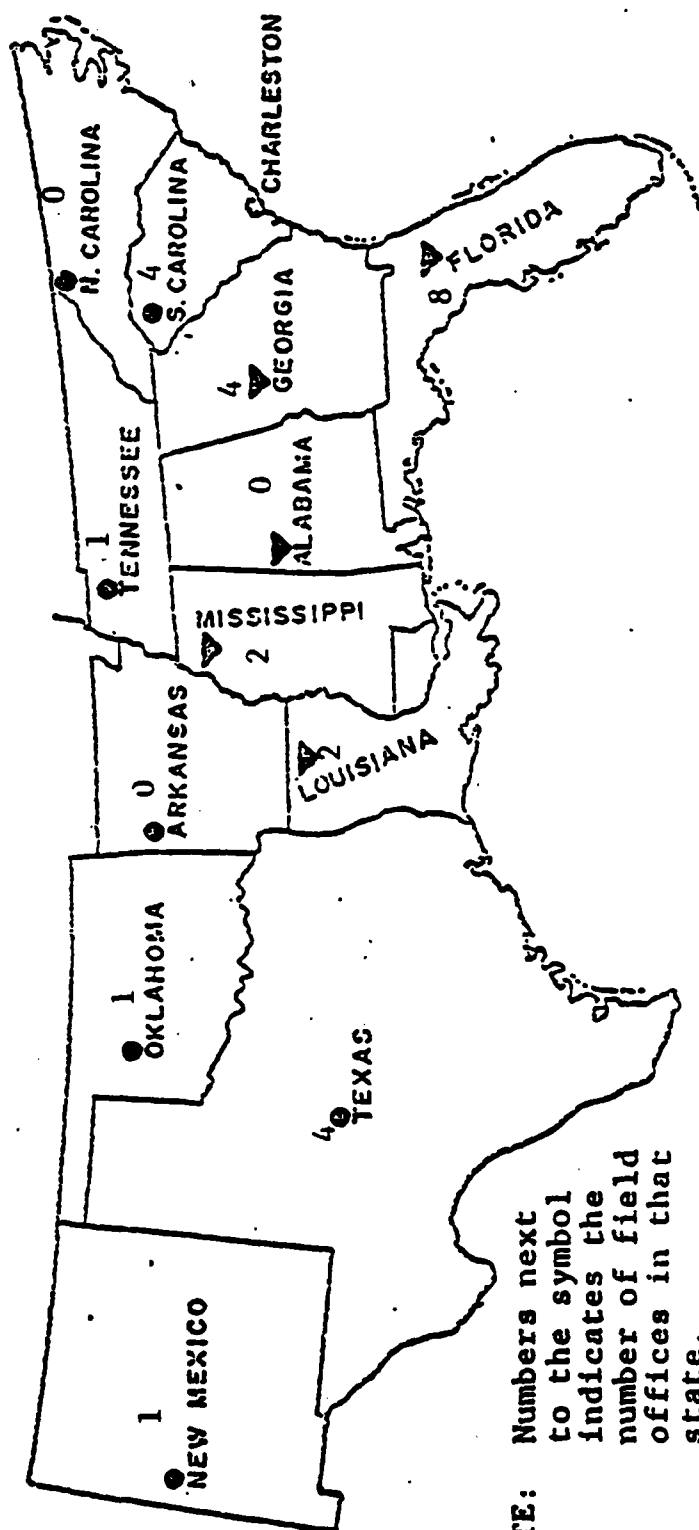 0
N. CAROLINA
1
TENNESSEE
4
S. CAROLINA
CHARLESTON
0
ARKANSAS
1
OKLAHOMA
MISSISSIPPI
2
0
ALABAMA
4
GEORGIA
8
FLORIDA
2
LOUISIANA
4
TEXAS
1
NEW MEXICO
TE: Numbers next
to the symbol
indicates the
number of field
offices in that
state.